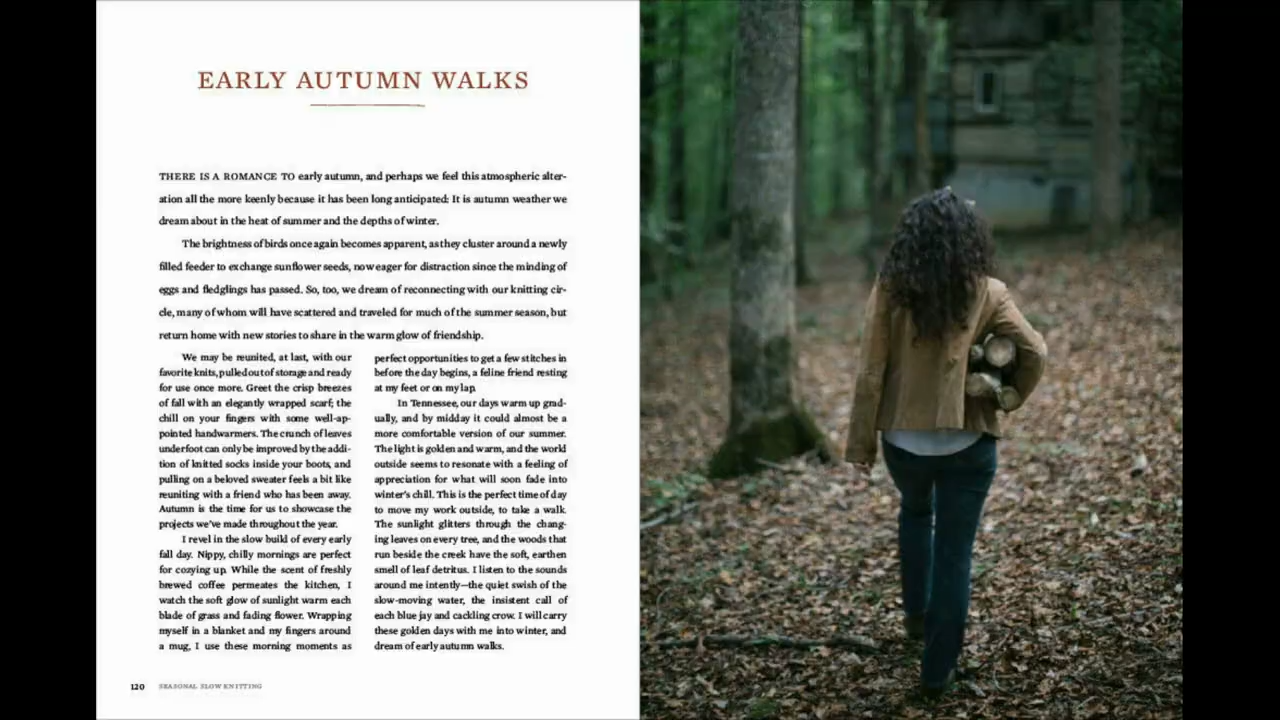 EARLY AUTUMN WALKS
THERE IS A ROMANCE TO early autumn, and perhaps we feel this atmospheric alter-
ation all the more keenly because it has been long anticipated: It is autumn weather we
dream about in the heat of summer and the depths of winter.
The brightness of birds once again becomes apparent, as they cluster around a newly
filled feeder to exchange sunflower seeds, now eager for distraction since the minding of
eggs and fledglings has passed. So, too, we dream of reconnecting with our knitting cir-
cle, many of whom will have scattered and traveled for much of the summer season, but
return home with new stories to share in the warm glow of friendship.
We may be reunited, at last, with our
favorite knits, pulled out of storage and ready
for use once more. Greet the crisp breezes
of fall with an elegantly wrapped scarf; the
chill on your fingers with some well-ap-
pointed handwarmers. The crunch of leaves
underfoot can only be improved by the addi-
tion of knitted socks inside your boots, and
pulling on a beloved sweater feels a bit like
reuniting with a friend who has been away.
Autumn is the time for us to showcase the
projects we've made throughout the year.
I revel in the slow build of every early
fall day. Nippy, chilly mornings are perfect
for cozying up. While the scent of freshly
brewed coffee permeates the kitchen, I
watch the soft glow of sunlight warm each
blade of grass and fading flower. Wrapping
myself in a blanket and my fingers around
a mug, I use these morning moments as
perfect opportunities to get a few stitches in
before the day begins, a feline friend resting
at my feet or on my lap.
In Tennessee, our days warm up grad-
ually, and by midday it could almost be a
more comfortable version of our summer.
The light is golden and warm, and the world
outside seems to resonate with a feeling of
appreciation for what will soon fade into
winter's chill. This is the perfect time of day
to move my work outside, to take a walk.
The sunlight glitters through the chang-
ing leaves on every tree, and the woods that
run beside the creek have the soft, earthen
smell of leaf detritus. I listen to the sounds
around me intently—the quiet swish of the
slow-moving water, the insistent call of
each blue jay and cackling crow. I will carry
these golden days with me into winter, and
dream of early autumn walks.
120 SEASONAL SLOW KNITTING